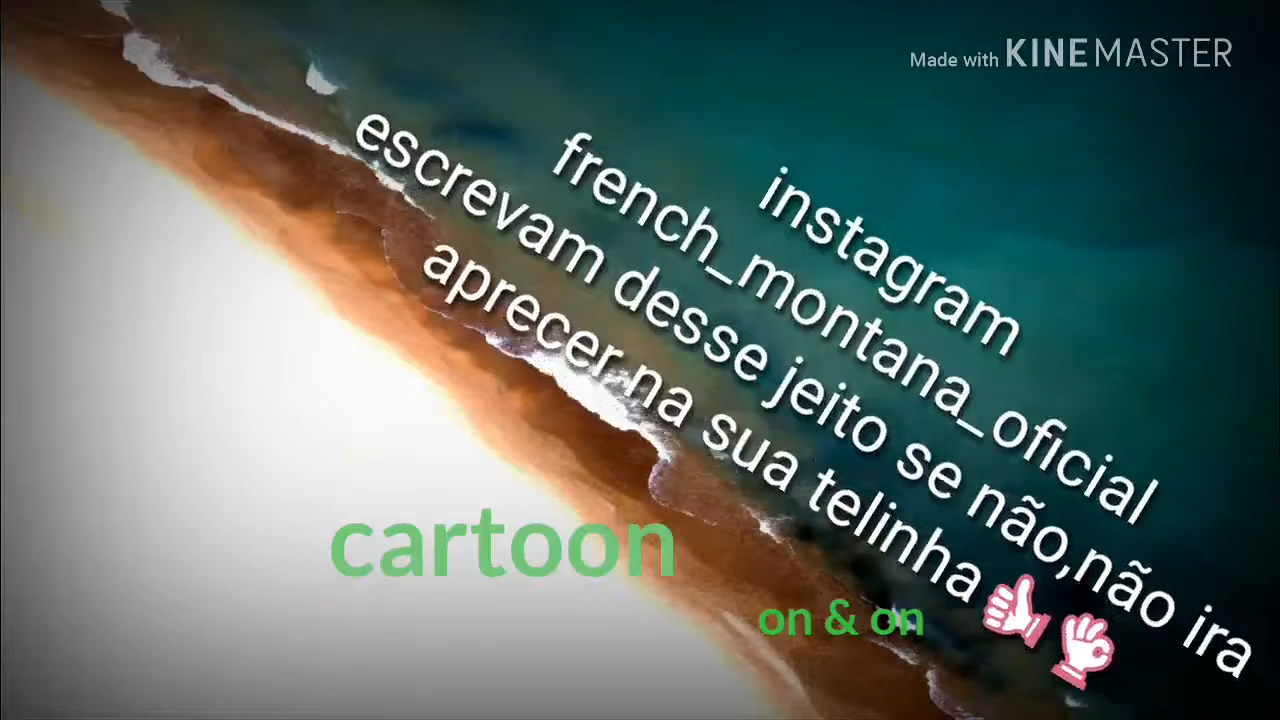 Made with KINEMASTER
instagram
french_montana_oficial
escrevam desse jeito se não,não ira
aprecer na sua telinha👍👌
cartoon
on & on